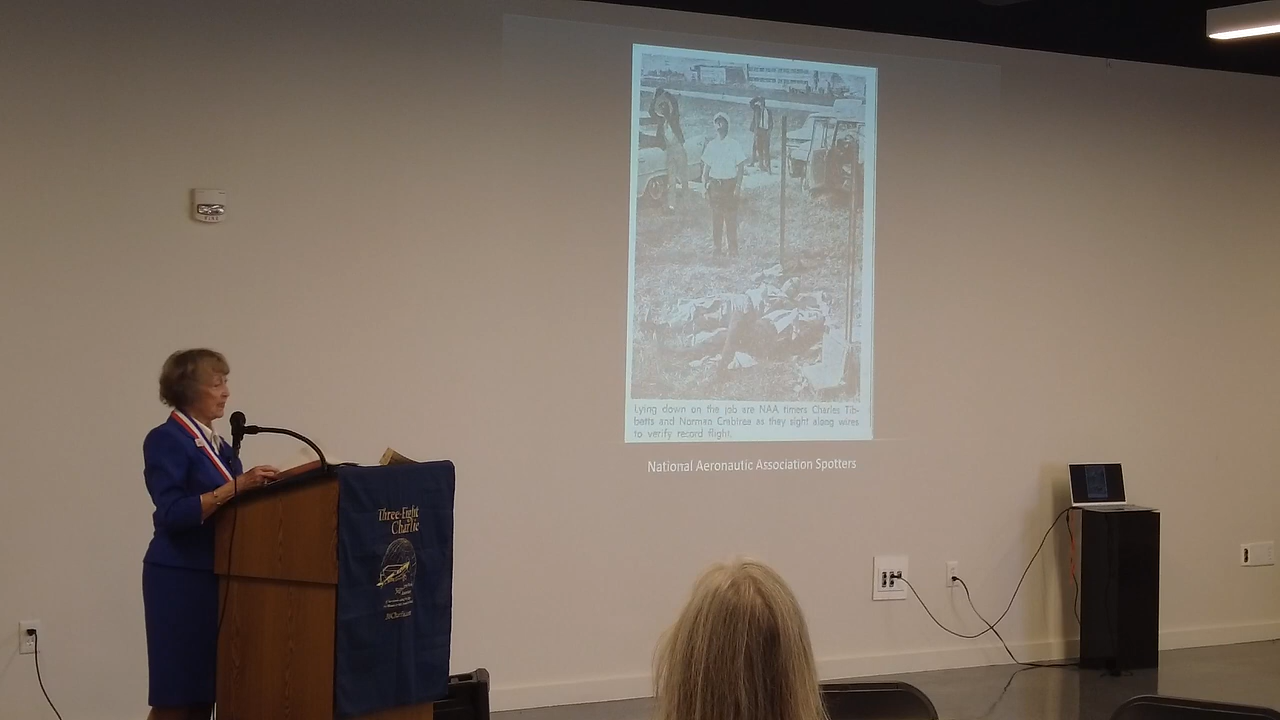 Lying down on the job are NAA timers Charles Tib-
betts and Norman Crabtree as they sight along wires
to verify record flight.
National Aeronautic Association Spotters
Three-Eight
Charlie
FIRE